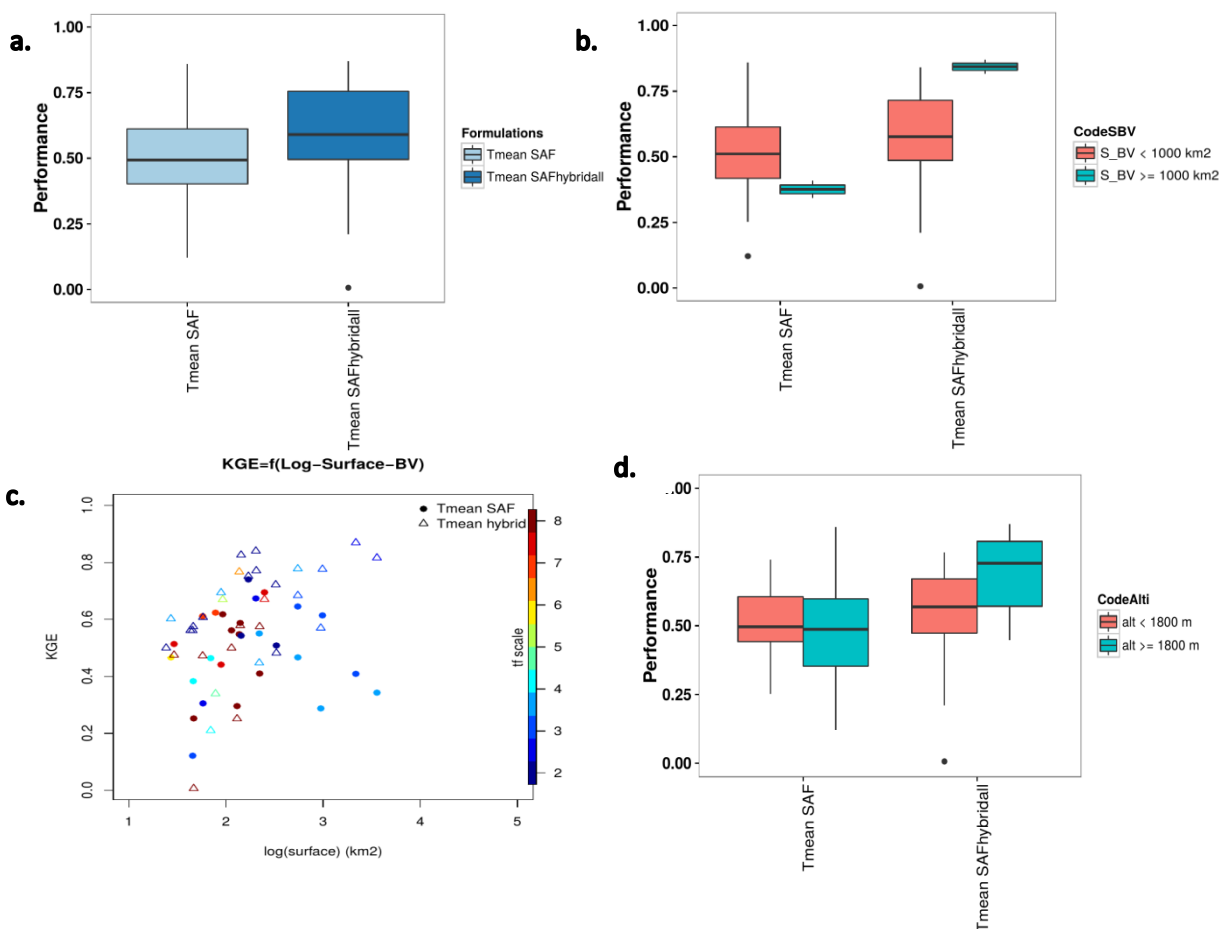 a.
1.00
0.75
0.50
0.25
0.00
Performance
Tmean SAF
Tmean SAFhybridall
Formulations
Tmean SAF
Tmean SAFhybridall
b.
1.00
0.75
0.50
0.25
0.00
Performance
Tmean SAF
Tmean SAFhybridall
CodeSBV
S_BV < 1000 km2
S_BV >= 1000 km2
c.
KGE=f(Log−Surface−BV)
1.0
0.8
0.6
0.4
0.2
0.0
KGE
1 2 3 4 5
log(surface) (km2)
Tmean SAF
Tmean hybrid
tf scale
8
7
6
5
4
3
2
d.
.00
0.75
0.50
0.25
0.00
Performance
Tmean SAF
Tmean SAFhybridall
CodeAlti
alt < 1800 m
alt >= 1800 m